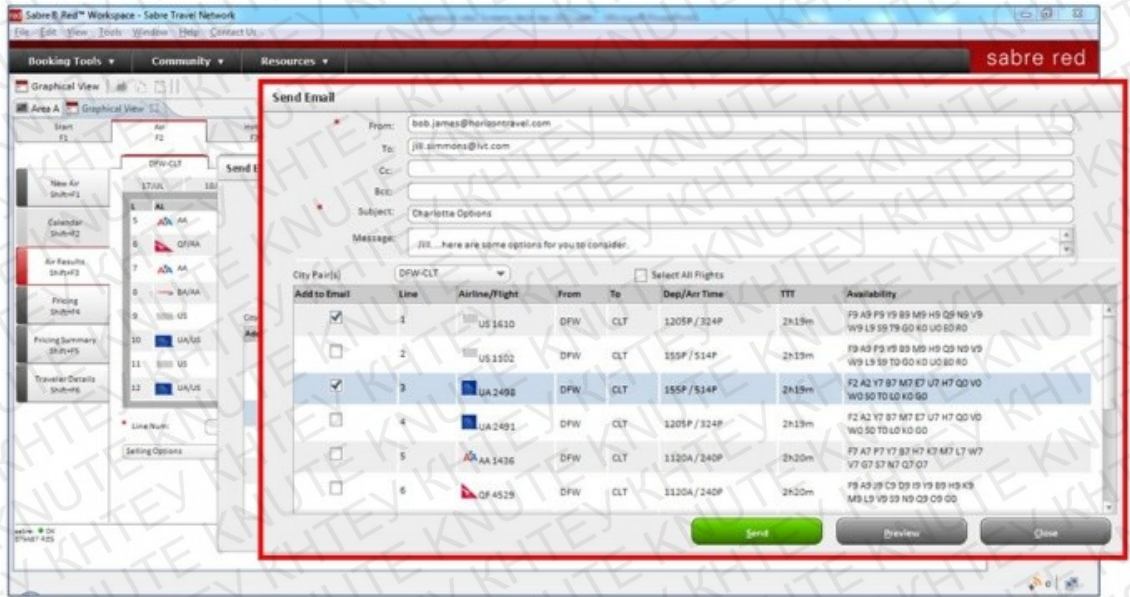 Sabre® Red™ Workspace - Sabre Travel Network
File Edit View Tools Window Help Contact Us
Booking Tools Community Resources
sabre red
Graphical View
Area A Graphical View
Start
F1
Air
F2
DFW-CLT
17JUL
New Air
Shift+F1
Calendar
Shift+F2
Air Results
Shift+F3
Pricing
Shift+F4
Pricing Summary
Shift+F5
Traveler Details
Shift+F6
L AL
5 AA
6 QF/AA
7 AA
8 BA/AA
9 US
10 UA/US
11 US
12 UA/US
* Line Num:
Selling Options
Send E
Send Email
* From: bob.james@horizontravel.com
To: jill.simmons@lvt.com
Cc:
Bcc:
* Subject: Charlotte Options
Message: Jill... here are some options for you to consider.
City Pair(s) DFW-CLT Select All Flights
Add to Email Line Airline/Flight From To Dep/Arr Time TTT Availability
1 US 1610 DFW CLT 1205P / 324P 2h19m F9 A9 P9 Y9 B9 M9 H9 Q9 N9 V9
W9 L9 S9 T9 G0 K0 U0 E0 R0
2 US 1102 DFW CLT 155P / 514P 2h19m F9 A9 P9 Y9 B9 M9 H9 Q0 N0 V9
W9 L9 S9 T0 G0 K0 U0 E0 R0
3 UA 2498 DFW CLT 155P / 514P 2h19m F2 A2 Y7 B7 M7 E7 U7 H7 Q0 V0
W0 S0 T0 L0 K0 G0
4 UA 2491 DFW CLT 1205P / 324P 2h19m F2 A2 Y7 B7 M7 E7 U7 H7 Q0 V0
W0 S0 T0 L0 K0 G0
5 AA 1436 DFW CLT 1120A / 240P 2h20m F7 A7 P7 Y7 B7 H7 K7 M7 L7 W7
V7 G7 S7 N7 Q7 O7
6 QF 4529 DFW CLT 1120A / 240P 2h20m F9 A9 J9 C9 D9 I9 Y9 B9 H9 K9
M9 L9 V9 S9 N9 Q9 O9 G0
Send Preview Close